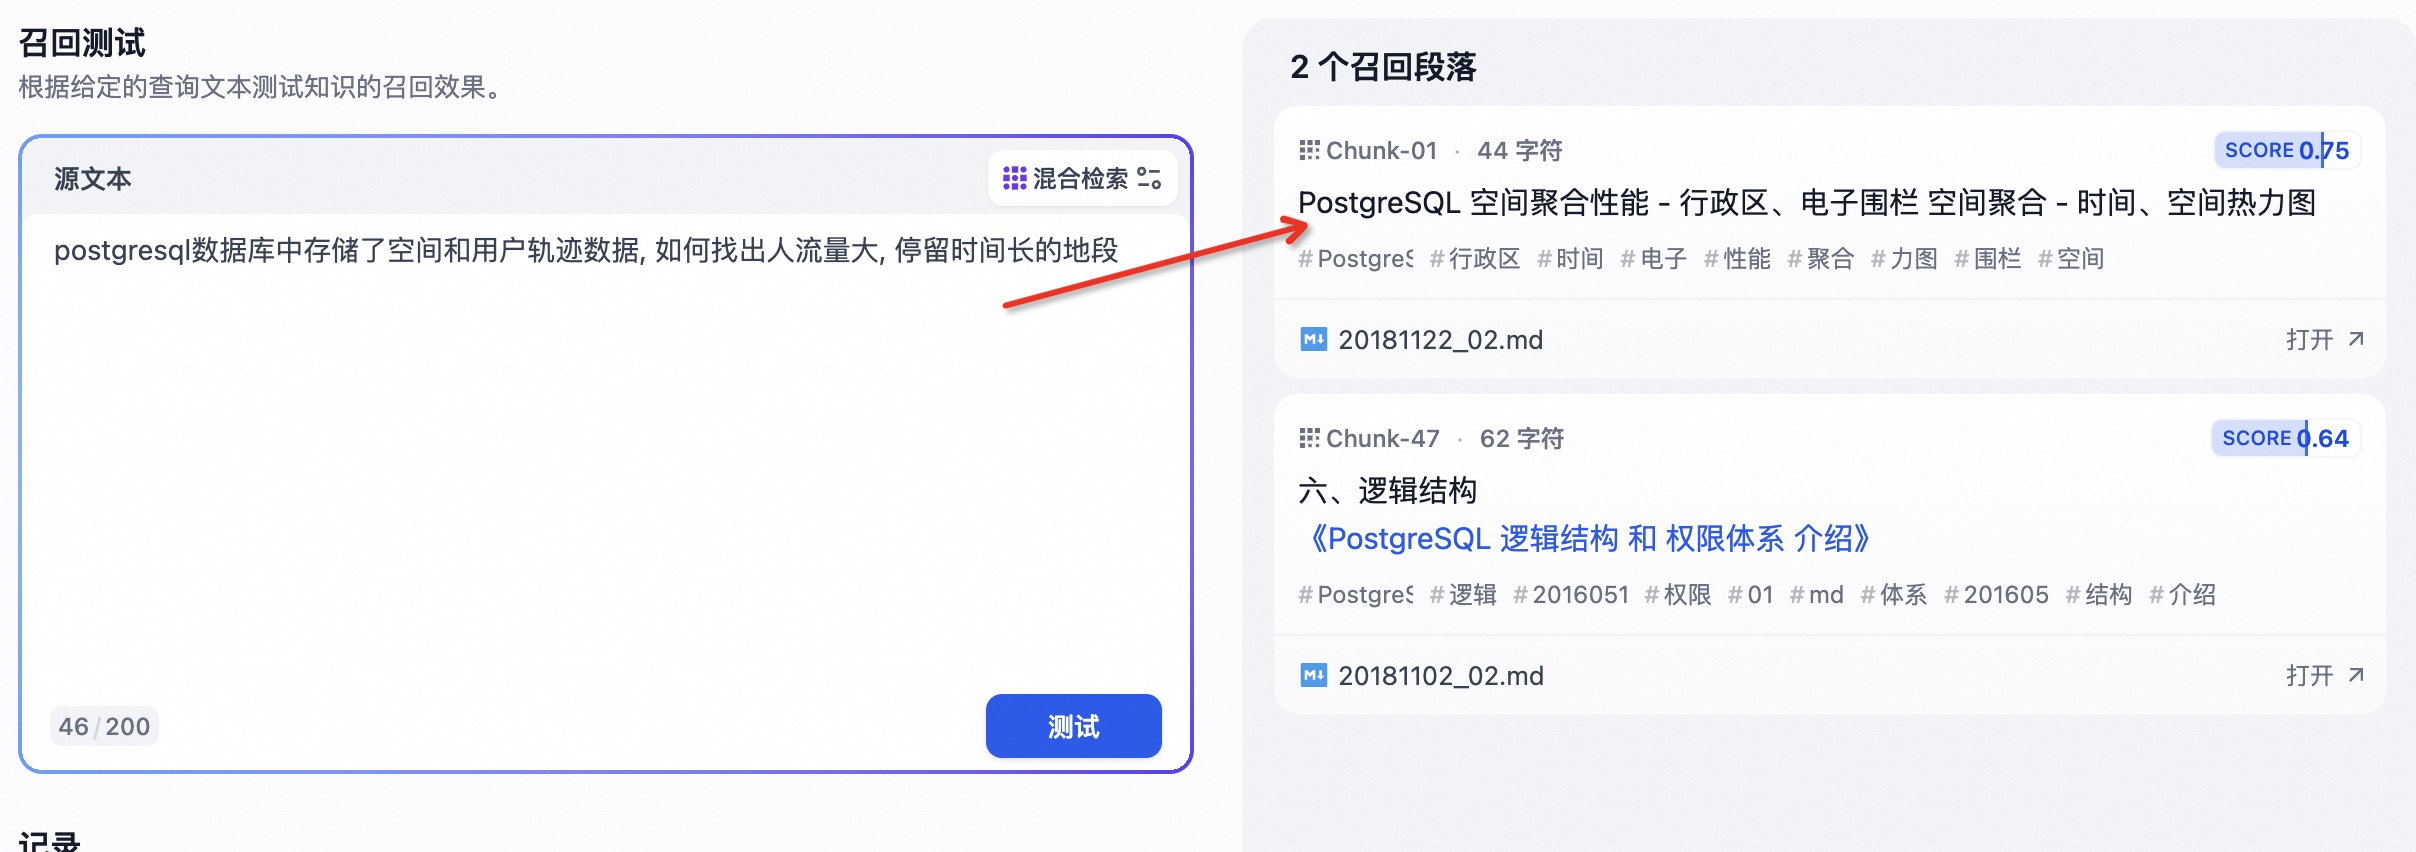 召回测试
根据给定的查询文本测试知识的召回效果。
源文本
混合检索
postgresql数据库中存储了空间和用户轨迹数据, 如何找出人流量大, 停留时间长的地段
46/200
测试
记录
2 个召回段落
Chunk-01 · 44 字符
SCORE 0.75
PostgreSQL 空间聚合性能 - 行政区、电子围栏 空间聚合 - 时间、空间热力图
#PostgreS #行政区 #时间 #电子 #性能 #聚合 #力图 #围栏 #空间
20181122_02.md
打开
Chunk-47 · 62 字符
SCORE 0.64
六、逻辑结构
《PostgreSQL 逻辑结构 和 权限体系 介绍》
#PostgreS #逻辑 #2016051 #权限 #01 #md #体系 #201605 #结构 #介绍
20181102_02.md
打开